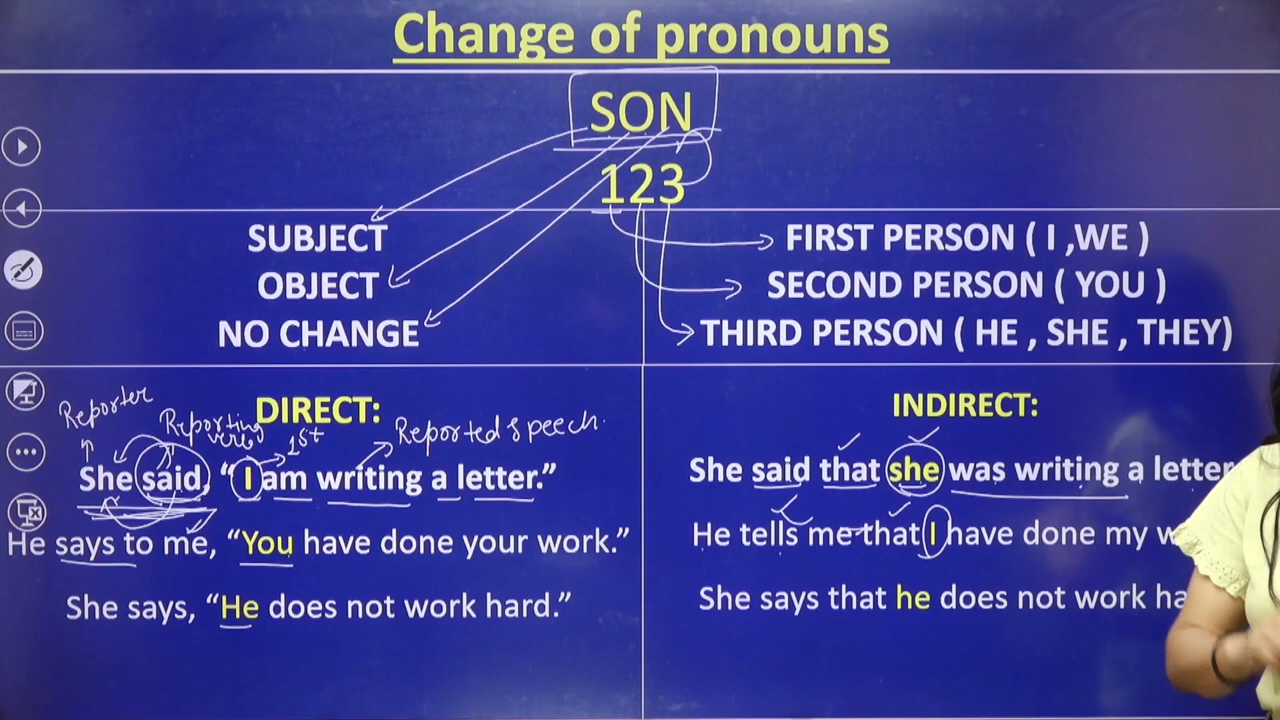 Change of pronouns
SON
123
SUBJECT
OBJECT
NO CHANGE
FIRST PERSON ( I ,WE )
SECOND PERSON ( YOU )
THIRD PERSON ( HE , SHE , THEY)
DIRECT:
Reporter
Reporting verb
1st
Reported speech.
She said, “I am writing a letter.”
He says to me, “You have done your work.”
She says, “He does not work hard.”
INDIRECT:
She said that she was writing a letter
He tells me that I have done my w
She says that he does not work ha